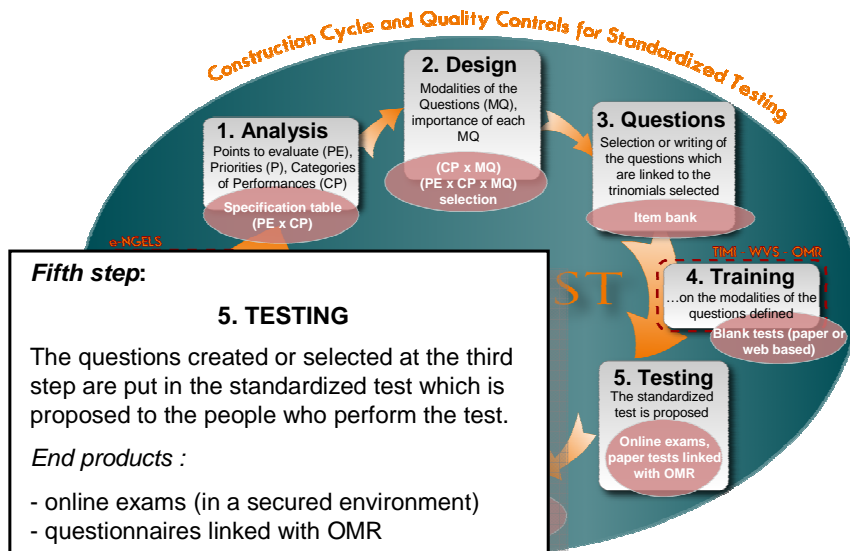 Construction Cycle and Quality Controls for Standardized Testing
2. Design
Modalities of the
Questions (MQ),
importance of each
MQ
(CP x MQ)
(PE x CP x MQ)
selection
1. Analysis
Points to evaluate (PE),
Priorities (P), Categories
of Performances (CP)
Specification table
(PE x CP)
3. Questions
Selection or writing of
the questions which
are linked to the
trinomials selected
Item bank
e-NGELS
TIMI - WVS - OMR
4. Training
…on the modalities of the
questions defined
Blank tests (paper or
web based)
ST
5. Testing
The standardized
test is proposed
Online exams,
paper tests linked
with OMR
Fifth step:
5. TESTING
The questions created or selected at the third
step are put in the standardized test which is
proposed to the people who perform the test.
End products :
- online exams (in a secured environment)
- questionnaires linked with OMR